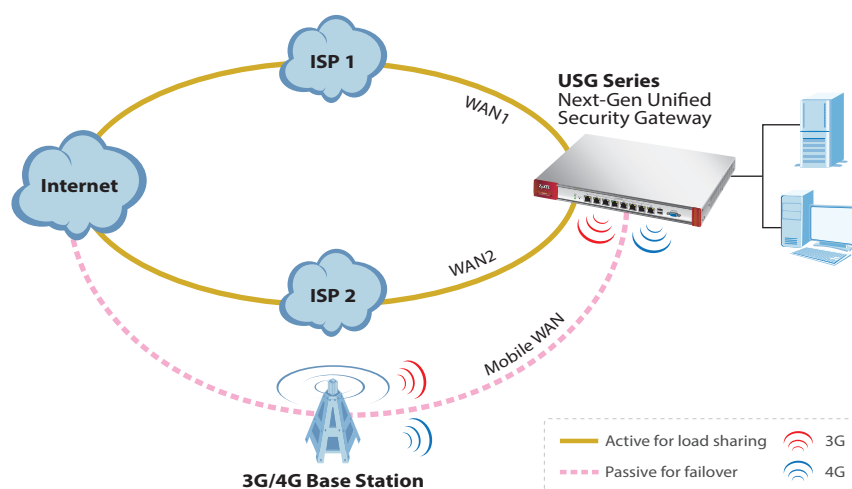 ISP 1
WAN1
USG Series
Next-Gen Unified
Security Gateway
Internet
ZyXEL
WAN2
ISP 2
Mobile WAN
3G/4G Base Station
Active for load sharing
3G
Passive for failover
4G